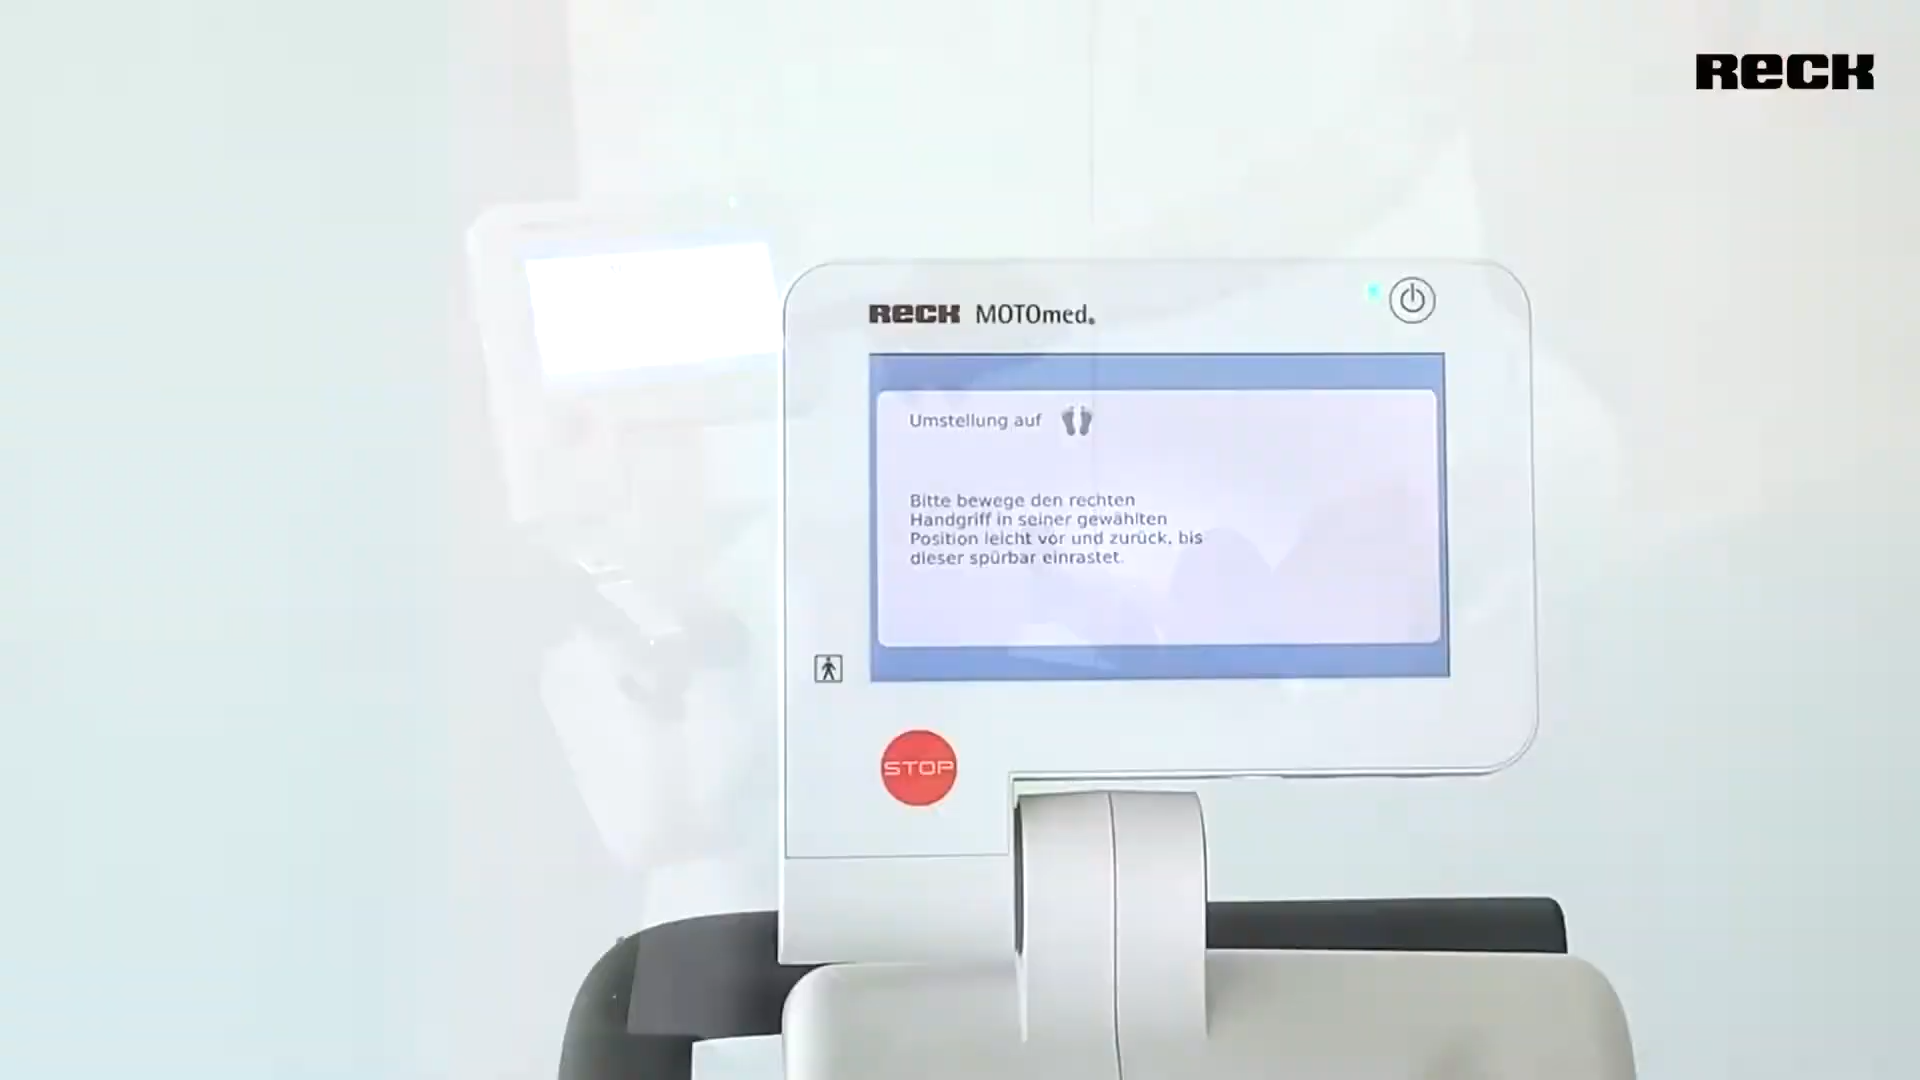 RECK
RECK MOTOmed®
Umstellung auf
Bitte bewege den rechten
Handgriff in seiner gewählten
Position leicht vor und zurück, bis
dieser spürbar einrastet.
STOP